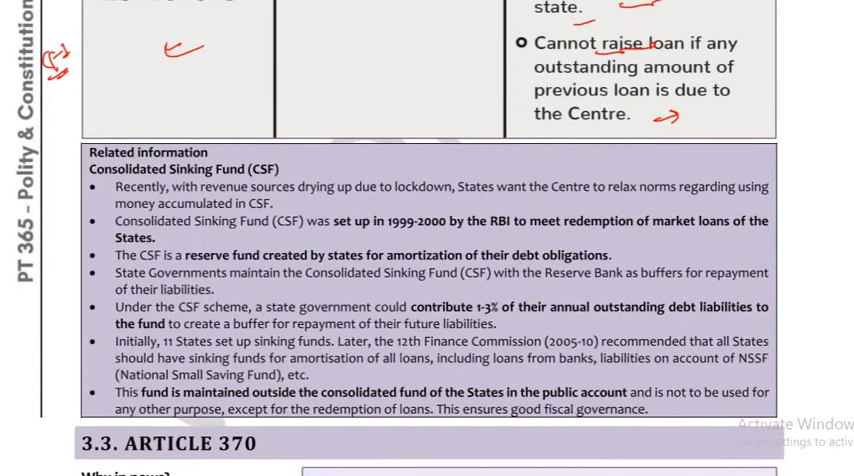 state.
Cannot raise loan if any
outstanding amount of
previous loan is due to
the Centre.
PT 365 - Polity & Constitution
Related information
Consolidated Sinking Fund (CSF)
• Recently, with revenue sources drying up due to lockdown, States want the Centre to relax norms regarding using
money accumulated in CSF.
• Consolidated Sinking Fund (CSF) was set up in 1999-2000 by the RBI to meet redemption of market loans of the
States.
• The CSF is a reserve fund created by states for amortization of their debt obligations.
• State Governments maintain the Consolidated Sinking Fund (CSF) with the Reserve Bank as buffers for repayment
of their liabilities.
• Under the CSF scheme, a state government could contribute 1-3% of their annual outstanding debt liabilities to
the fund to create a buffer for repayment of their future liabilities.
• Initially, 11 States set up sinking funds. Later, the 12th Finance Commission (2005-10) recommended that all States
should have sinking funds for amortisation of all loans, including loans from banks, liabilities on account of NSSF
(National Small Saving Fund), etc.
• This fund is maintained outside the consolidated fund of the States in the public account and is not to be used for
any other purpose, except for the redemption of loans. This ensures good fiscal governance.
Activate Window
to activ
3.3. ARTICLE 370
Why in news?